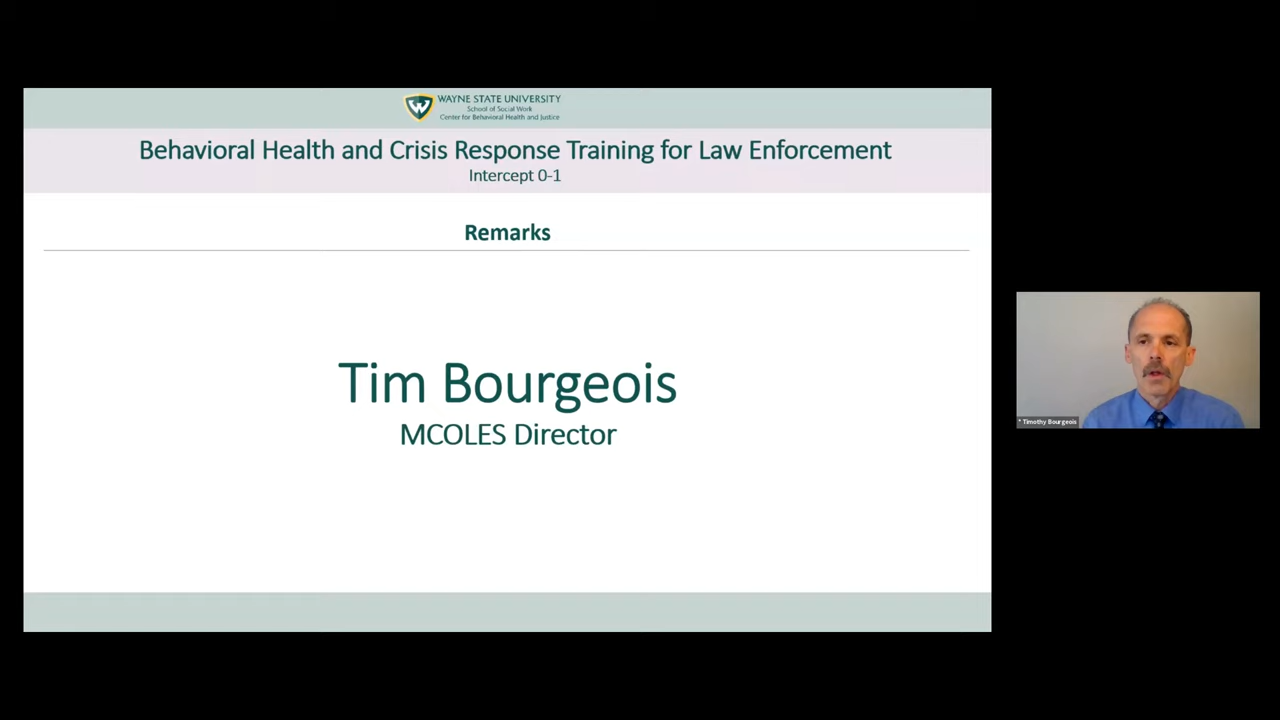 WAYNE STATE UNIVERSITY
School of Social Work
Center for Behavioral Health and Justice
Behavioral Health and Crisis Response Training for Law Enforcement
Intercept 0-1
Remarks
Tim Bourgeois
MCOLES Director
* Timothy Bourgeois